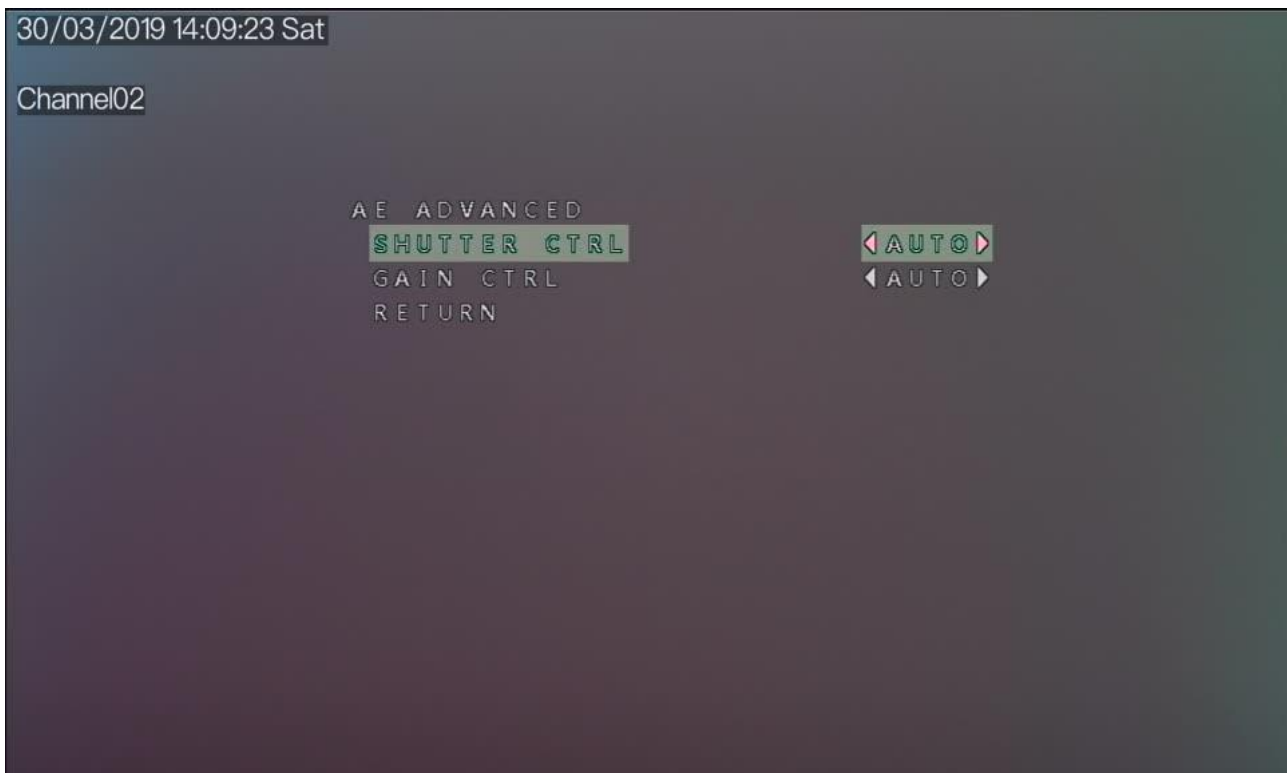 30/03/2019 14:09:23 Sat
Channel02
AE ADVANCED
SHUTTER CTRL ◀AUTO▶
GAIN CTRL ◀AUTO▶
RETURN